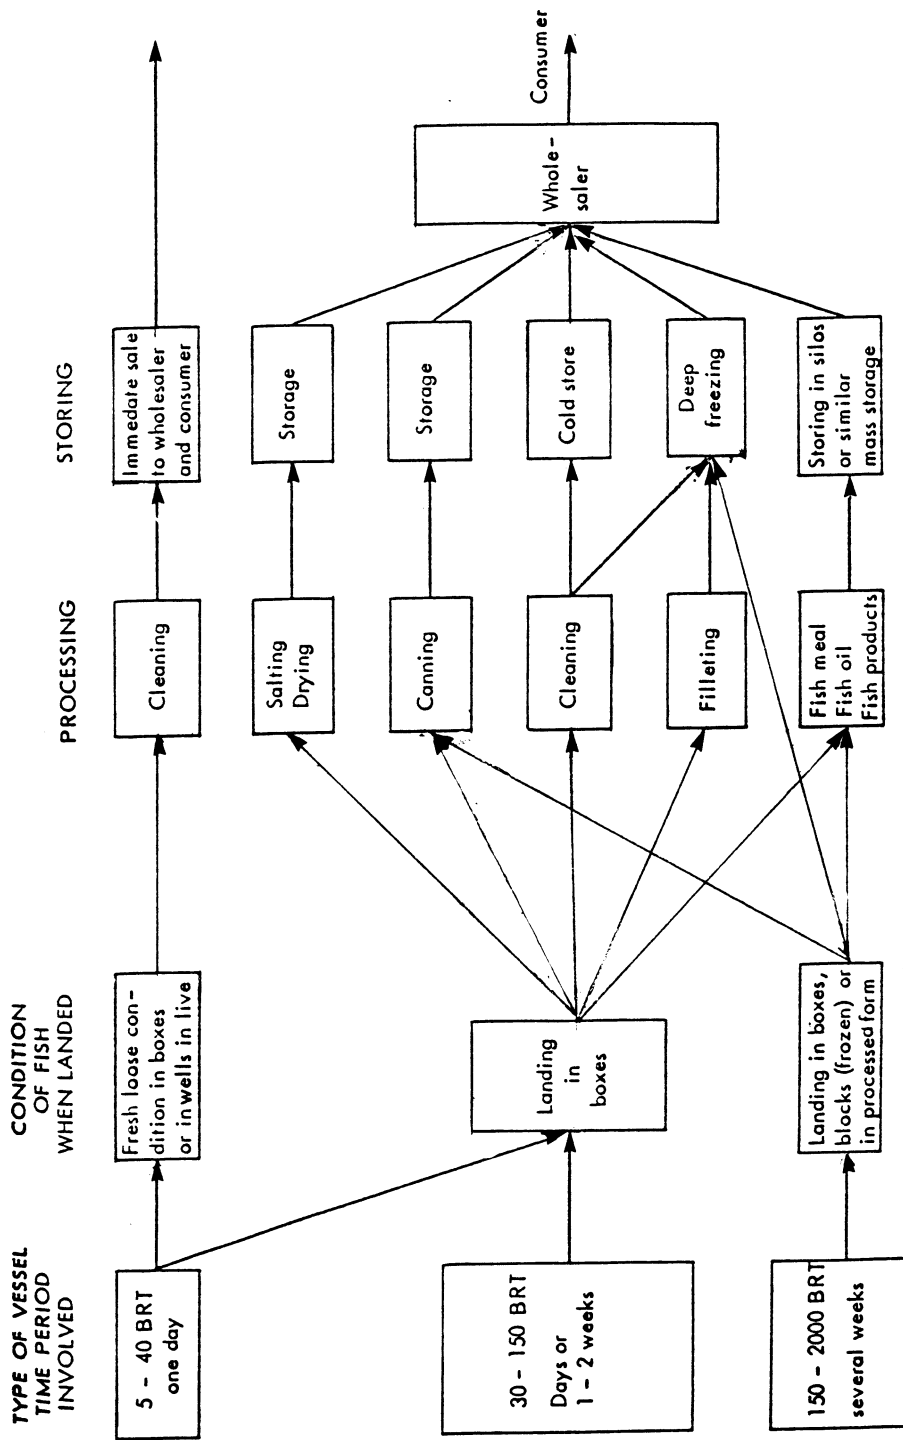 TYPE OF VESSEL
TIME PERIOD
INVOLVED
CONDITION
OF FISH
WHEN LANDED
PROCESSING
STORING
5 - 40 BRT
one day
Fresh loose con-
dition in boxes
or in wells in live
Cleaning
Immedate sale
to wholesaler
and consumer
Salting
Drying
Storage
Canning
Storage
30 - 150 BRT
Days or
1 - 2 weeks
Landing
in
boxes
Cleaning
Cold store
Whole-
saler
Consumer
Filleting
Deep
freezing
150 - 2000 BRT
several weeks
Landing in boxes,
blocks (frozen) or
in processed form
Fish meal
Fish oil
Fish products
Storing in silos
or similar
mass storage